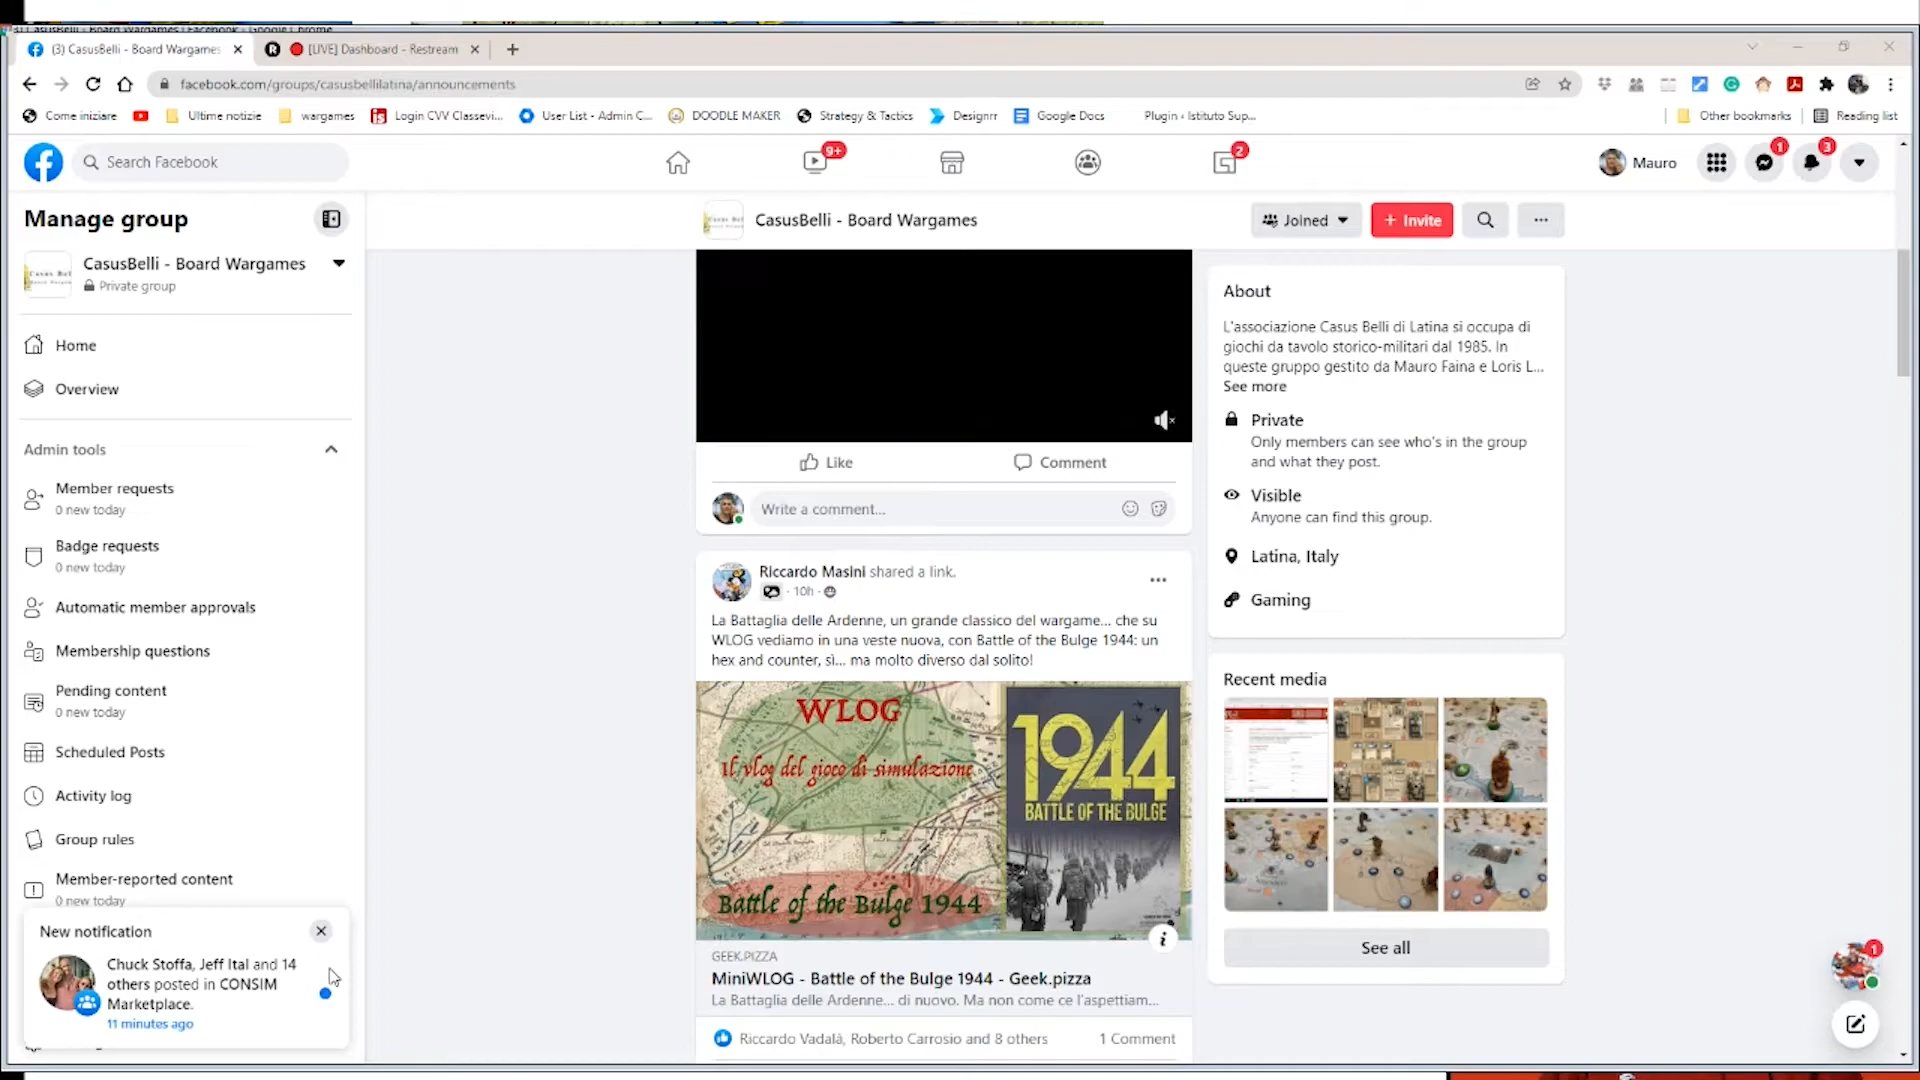 (3) CasusBelli - Board Wargames | Facebook - Google Chrome
(3) CasusBelli - Board Wargames
[LIVE] Dashboard - Restream
facebook.com/groups/casusbellilatina/announcements
Come iniziare
Ultime notizie
wargames
Login CVV Classevi...
User List - Admin C...
DOODLE MAKER
Strategy & Tactics
Designrr
Google Docs
Plugin ‹ Istituto Sup...
Other bookmarks
Reading list
Search Facebook
9+
2
Mauro
1
3
Manage group
CasusBelli - Board Wargames
Private group
Home
Overview
Admin tools
Member requests
0 new today
Badge requests
0 new today
Automatic member approvals
Membership questions
Pending content
0 new today
Scheduled Posts
Activity log
Group rules
Member-reported content
0 new today
New notification
Chuck Stoffa, Jeff Ital and 14
others posted in CONSIM
Marketplace.
11 minutes ago
CasusBelli - Board Wargames
Joined
+ Invite
Like
Comment
Write a comment...
Riccardo Masini shared a link.
· 10h ·
La Battaglia delle Ardenne, un grande classico del wargame... che su
WLOG vediamo in una veste nuova, con Battle of the Bulge 1944: un
hex and counter, sì... ma molto diverso dal solito!
WLOG
Il vlog del gioco di simulazione
Battle of the Bulge 1944
1944
BATTLE OF THE BULGE
GEEK.PIZZA
MiniWLOG - Battle of the Bulge 1944 - Geek.pizza
La Battaglia delle Ardenne... di nuovo. Ma non come ce l'aspettiam...
Riccardo Vadalà, Roberto Carrosio and 8 others
1 Comment
About
L'associazione Casus Belli di Latina si occupa di
giochi da tavolo storico-militari dal 1985. In
queste gruppo gestito da Mauro Faina e Loris L...
See more
Private
Only members can see who's in the group
and what they post.
Visible
Anyone can find this group.
Latina, Italy
Gaming
Recent media
See all
1